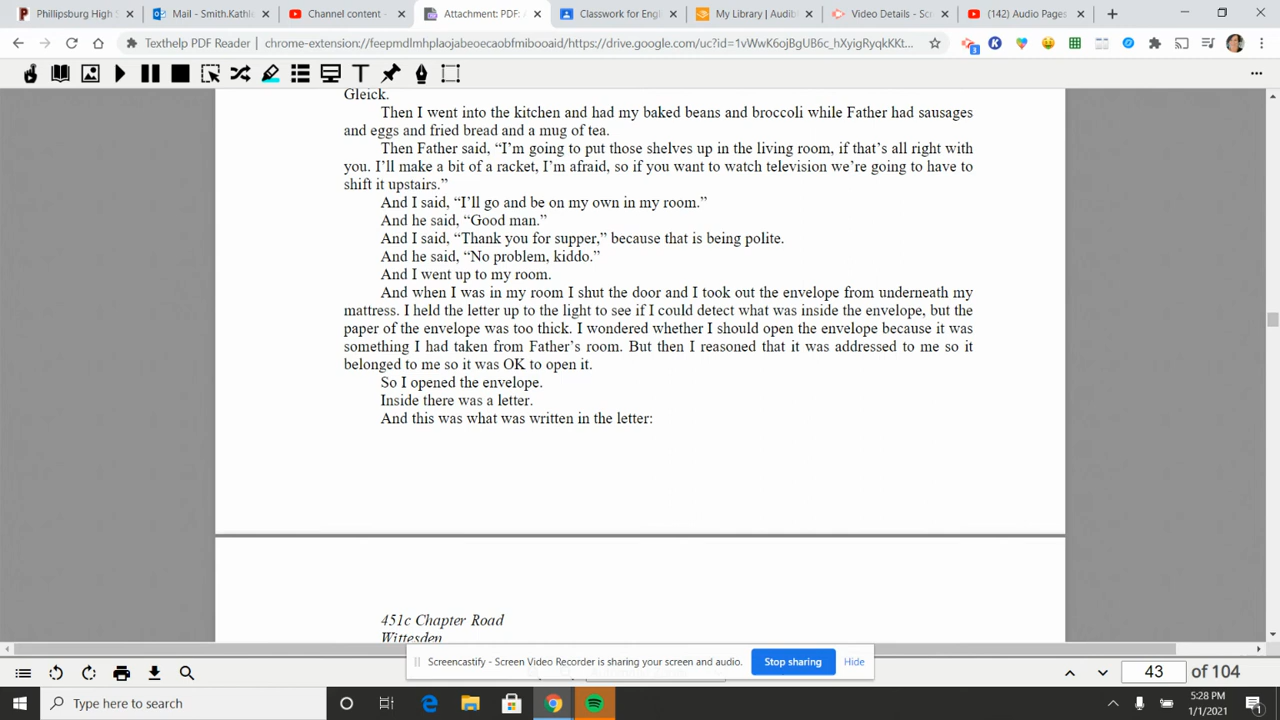 Phillipsburg High S
Mail - Smith.Kathle
Channel content -
Attachment: PDF:
Classwork for Engl
My Library | Audib
Video Details - Scr
(142) Audio Pages
Texthelp PDF Reader
chrome-extension://feepmdlmhplaojabeoecaobfmibooaid/https://drive.google.com/uc?id=1vWwK6ojBgUB6c_hXyigRyqkKKt...
3
T
Gleick.
Then I went into the kitchen and had my baked beans and broccoli while Father had sausages
and eggs and fried bread and a mug of tea.
Then Father said, “I’m going to put those shelves up in the living room, if that’s all right with
you. I’ll make a bit of a racket, I’m afraid, so if you want to watch television we’re going to have to
shift it upstairs.”
And I said, “I’ll go and be on my own in my room.”
And he said, “Good man.”
And I said, “Thank you for supper,” because that is being polite.
And he said, “No problem, kiddo.”
And I went up to my room.
And when I was in my room I shut the door and I took out the envelope from underneath my
mattress. I held the letter up to the light to see if I could detect what was inside the envelope, but the
paper of the envelope was too thick. I wondered whether I should open the envelope because it was
something I had taken from Father’s room. But then I reasoned that it was addressed to me so it
belonged to me so it was OK to open it.
So I opened the envelope.
Inside there was a letter.
And this was what was written in the letter:
451c Chapter Road
Wittesden
Screencastify - Screen Video Recorder is sharing your screen and audio.
Stop sharing
Hide
43 of 104
Type here to search
5:28 PM
1/1/2021
1